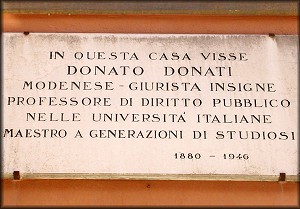 IN QUESTA CASA VISSE
DONATO DONATI
MODENESE - GIURISTA INSIGNE
PROFESSORE DI DIRITTO PUBBLICO
NELLE UNIVERSITÀ ITALIANE
MAESTRO A GENERAZIONI DI STUDIOSI
1880 - 1946